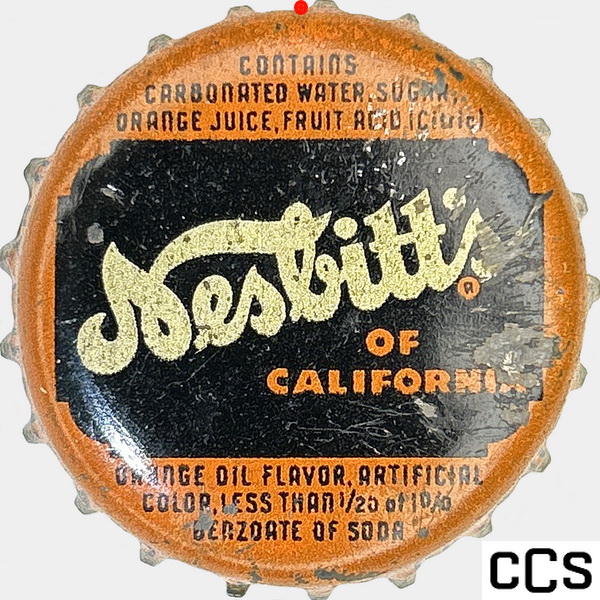 CONTAINS
CARBONATED WATER, SUGAR,
ORANGE JUICE, FRUIT ACID (Citric)
Nesbitt's
®
OF
CALIFORNIA
ORANGE OIL FLAVOR, ARTIFICIAL
COLOR, LESS THAN 1/20 of 1%
BENZOATE OF SODA
CCS